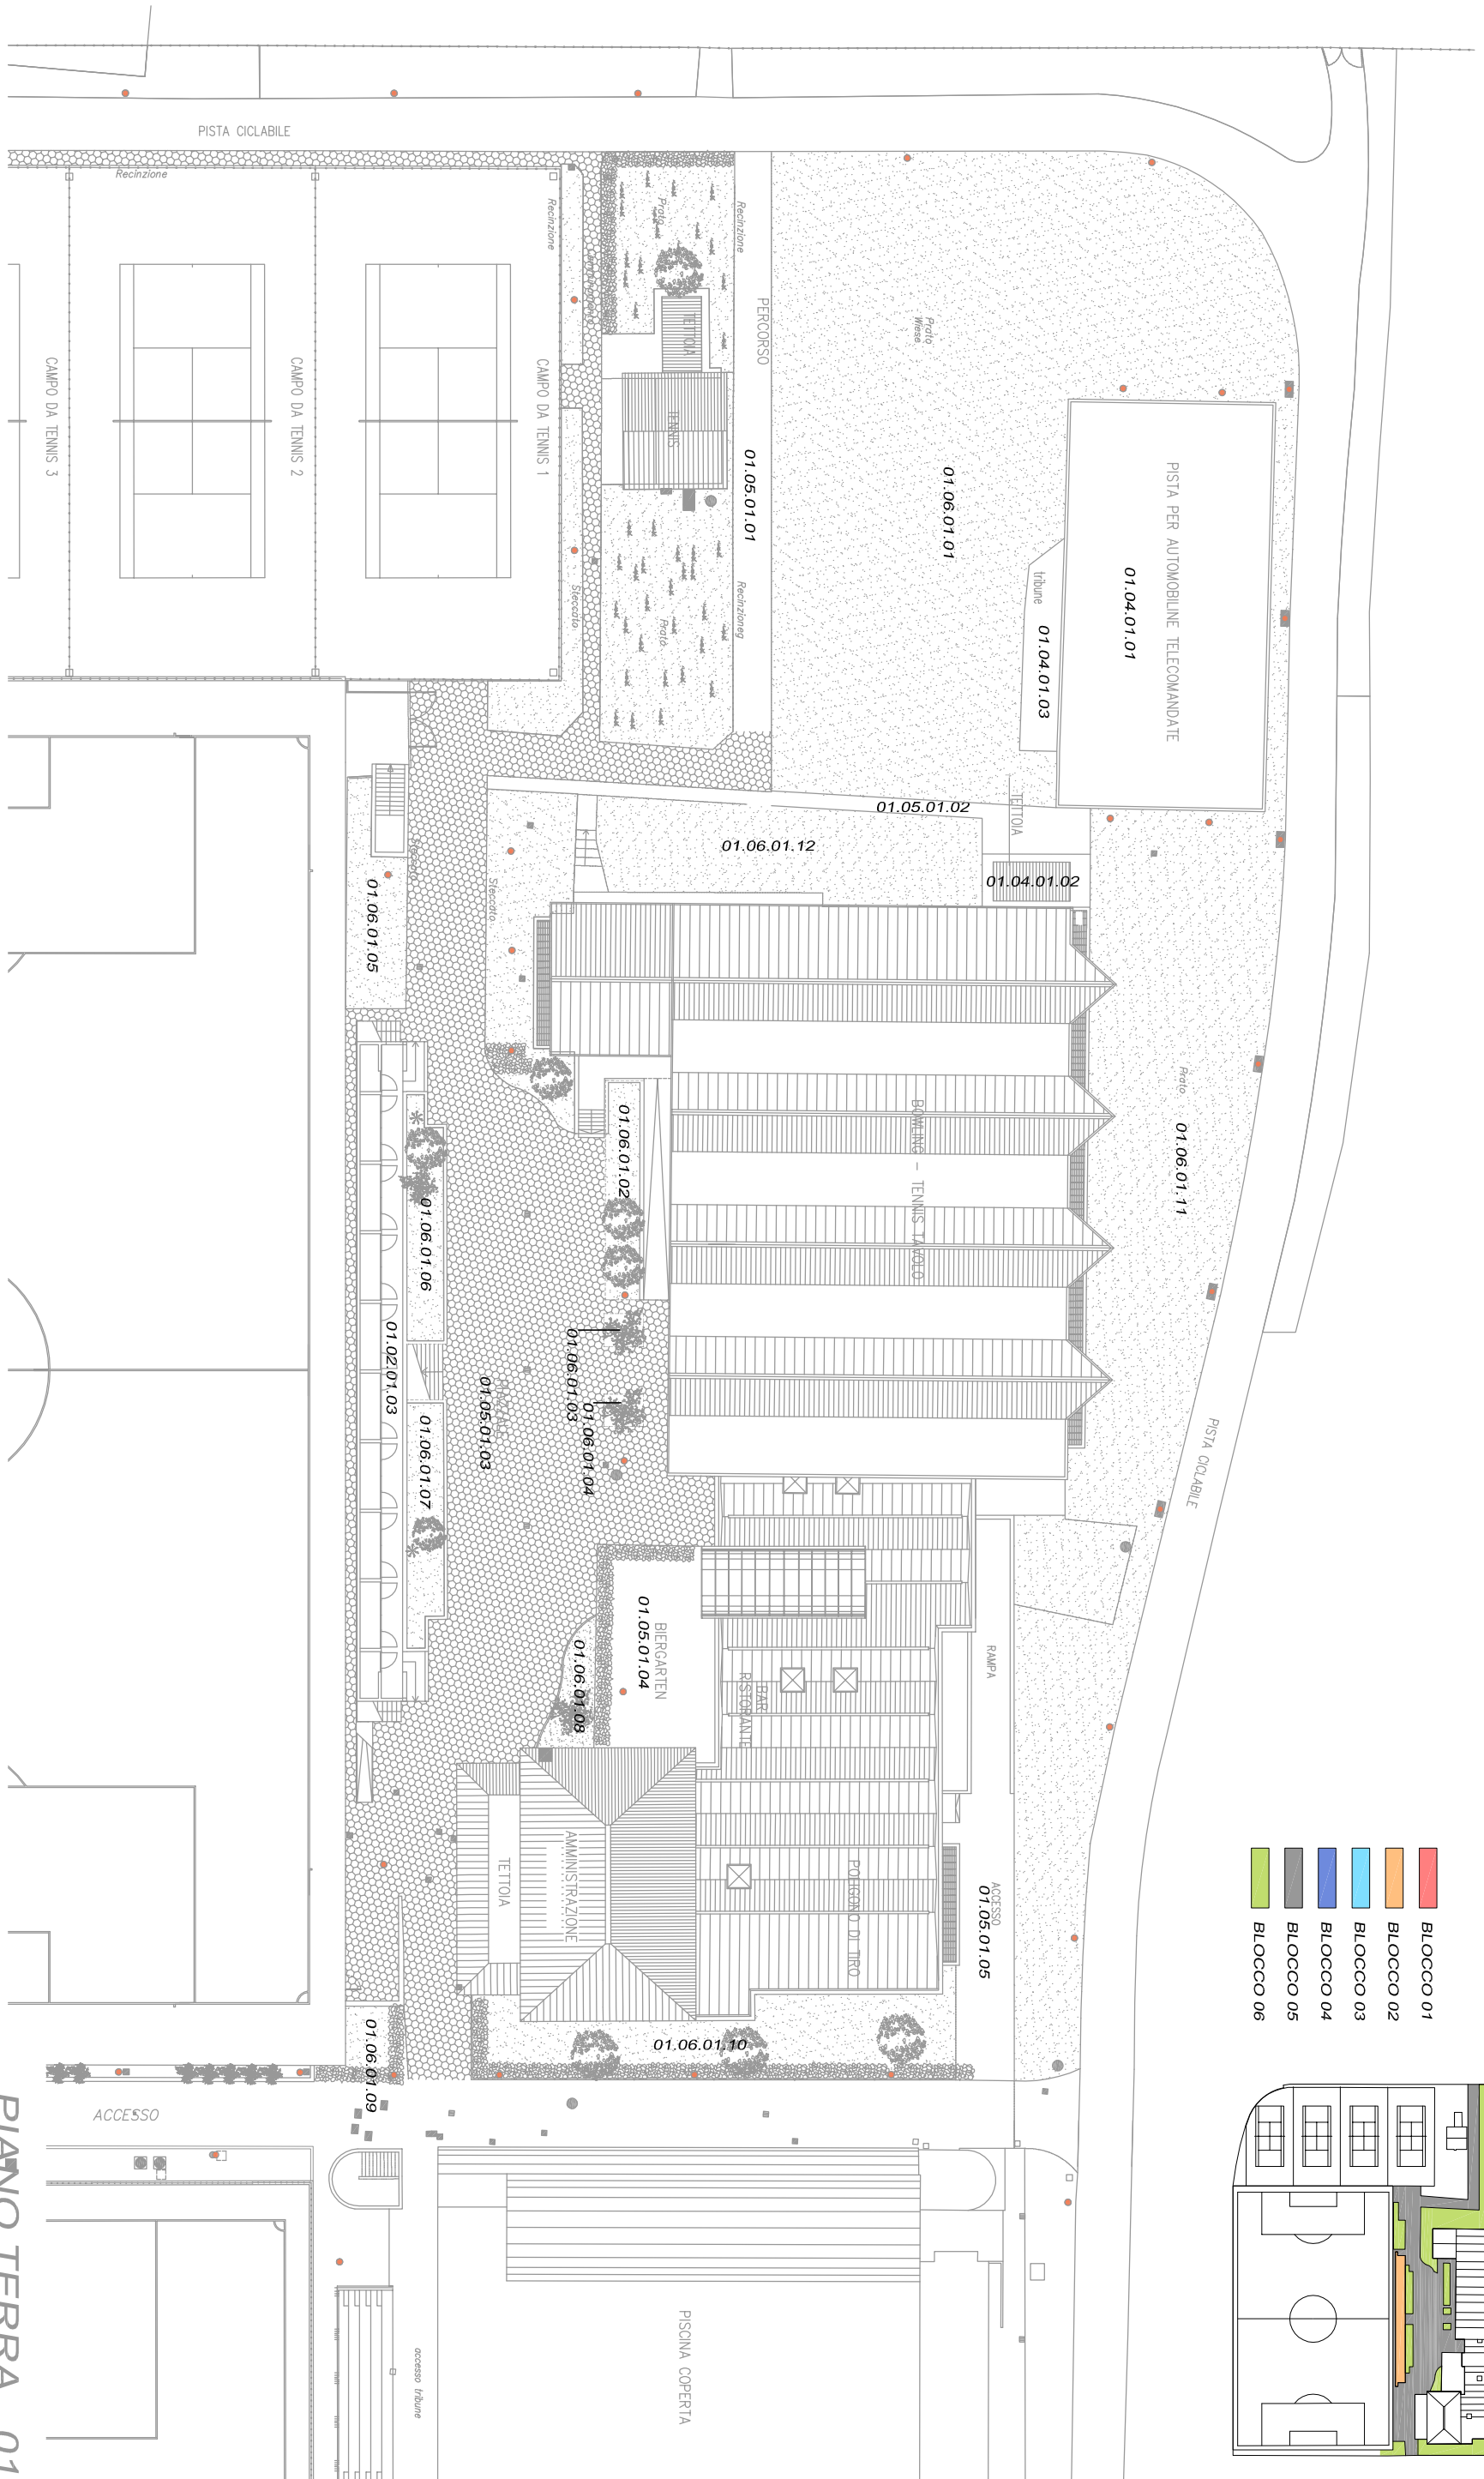 PISTA CICLABILE
Recinzione
Recinzione
Prato
Recinzione
TETTOIA
PERCORSO
Prato
Wiese
CAMPO DA TENNIS 3
CAMPO DA TENNIS 2
CAMPO DA TENNIS 1
TENNIS
01.05.01.01
01.06.01.01
PISTA PER AUTOMOBILINE TELECOMANDATE
01.04.01.01
tribune
01.04.01.03
Steccato
Prato
Recinzioneg
TETTOIA
01.05.01.02
01.06.01.12
01.04.01.02
Steccato
Steccato
01.06.01.05
Prato
01.06.01.11
01.06.01.02
BOWLING - TENNIS TAVOLO
01.06.01.06
01.02.01.03
01.06.01.03
01.06.01.04
01.05.01.03
01.06.01.07
PISTA CICLABILE
BIERGARTEN
01.05.01.04
01.06.01.08
BAR
RISTORANTE
RAMPA
TETTOIA
AMMINISTRAZIONE
POLIGONO DI TIRO
ACCESSO
01.05.01.05
01.06.01.10
01.06.01.09
ACCESSO
PISCINA COPERTA
accesso tribune
BLOCCO 01
BLOCCO 02
BLOCCO 03
BLOCCO 04
BLOCCO 05
BLOCCO 06
PIANO TERRA 01